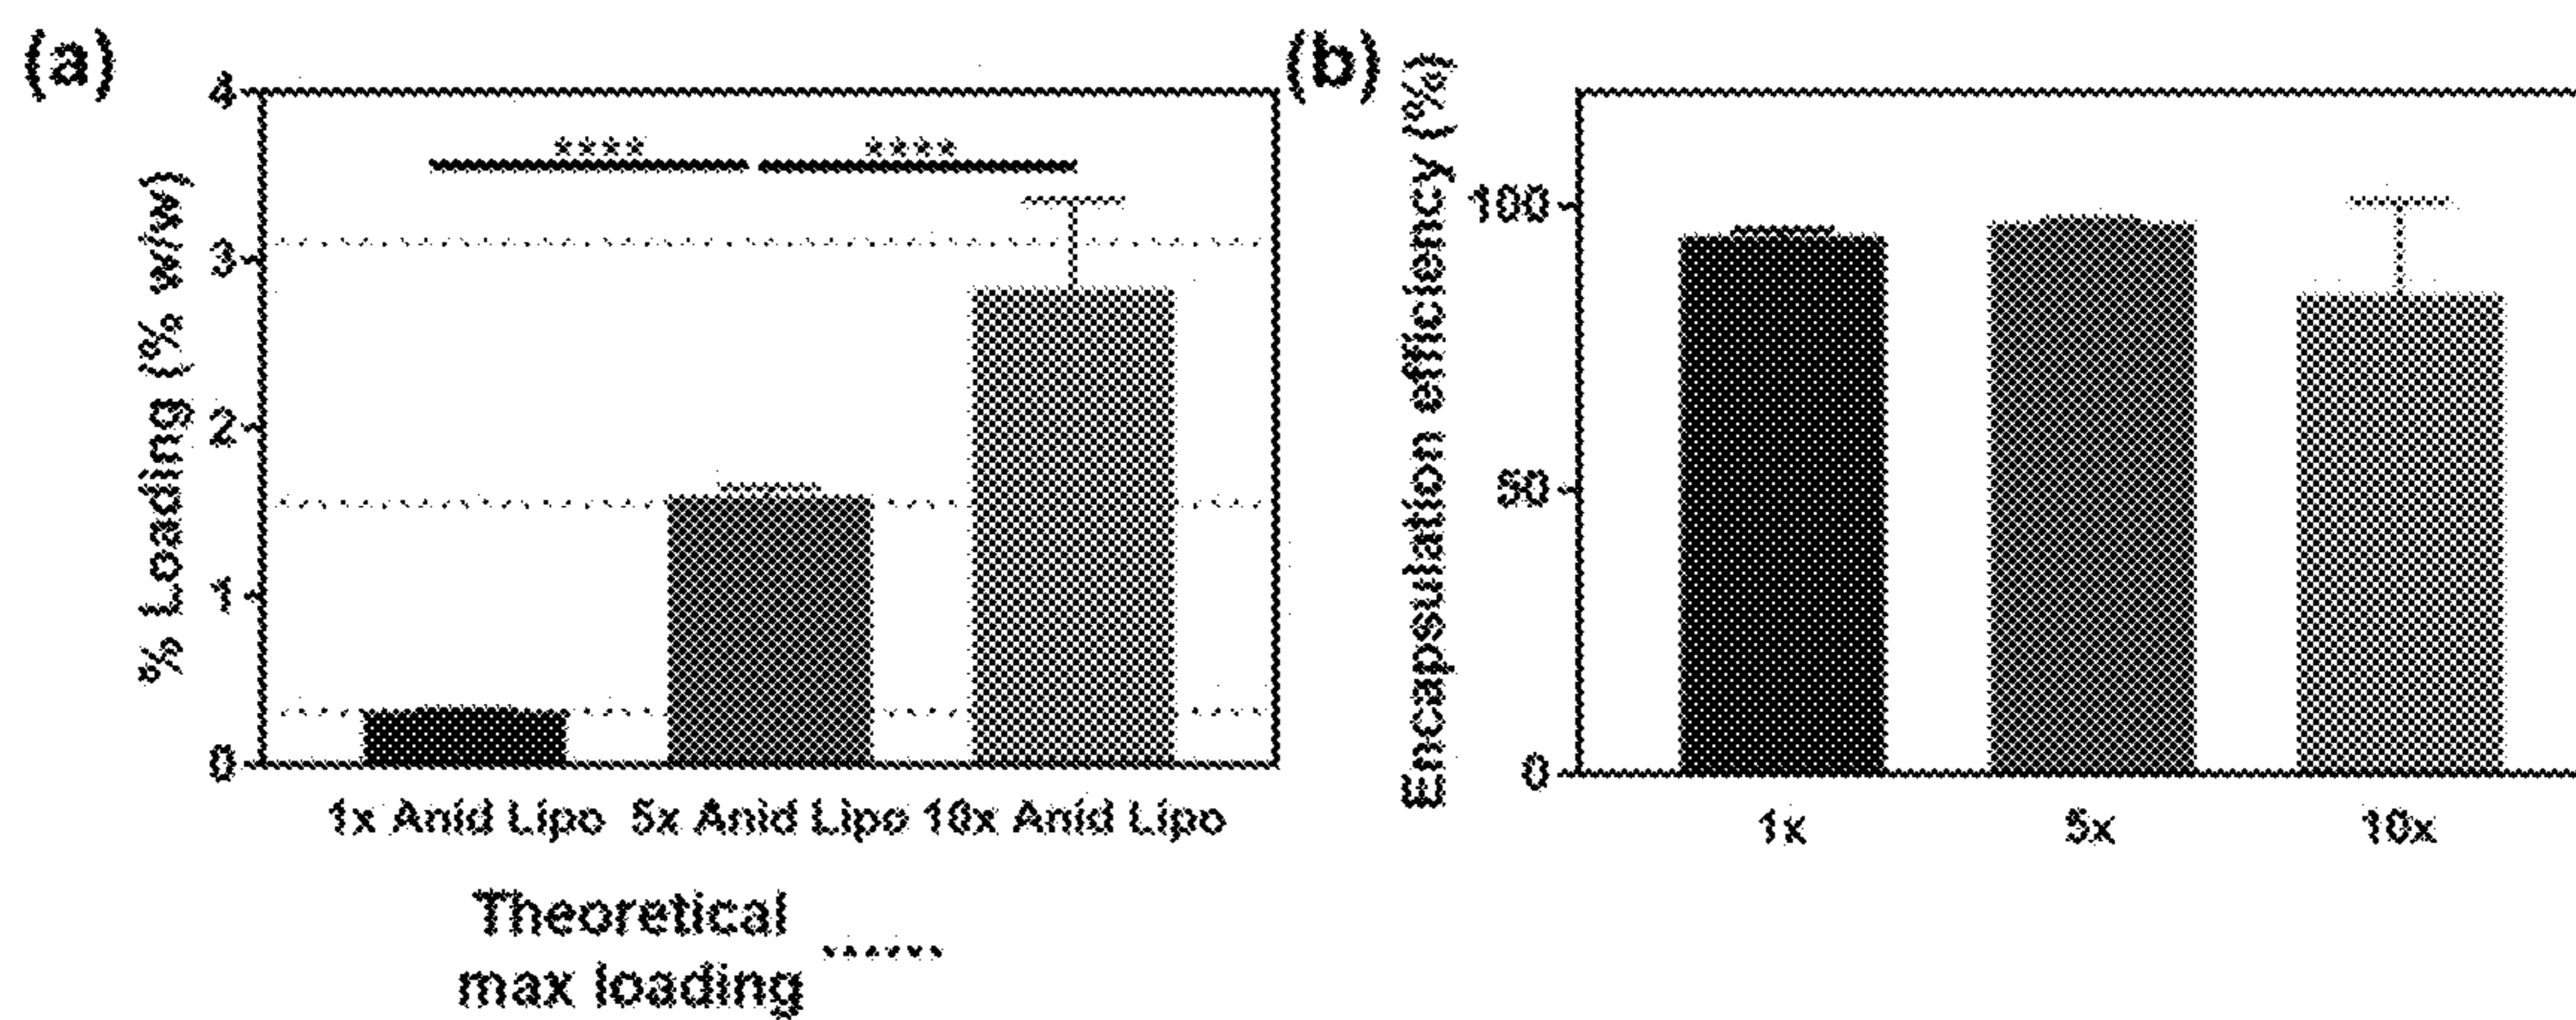 (a)
% Loading (% w/w)
4
3
2
1
0
****
****
1x Anid Lipo 5x Anid Lipo 10x Anid Lipo
Theoretical
max loading
(b)
Encapsulation efficiency (%)
100
50
0
1x 5x 10x